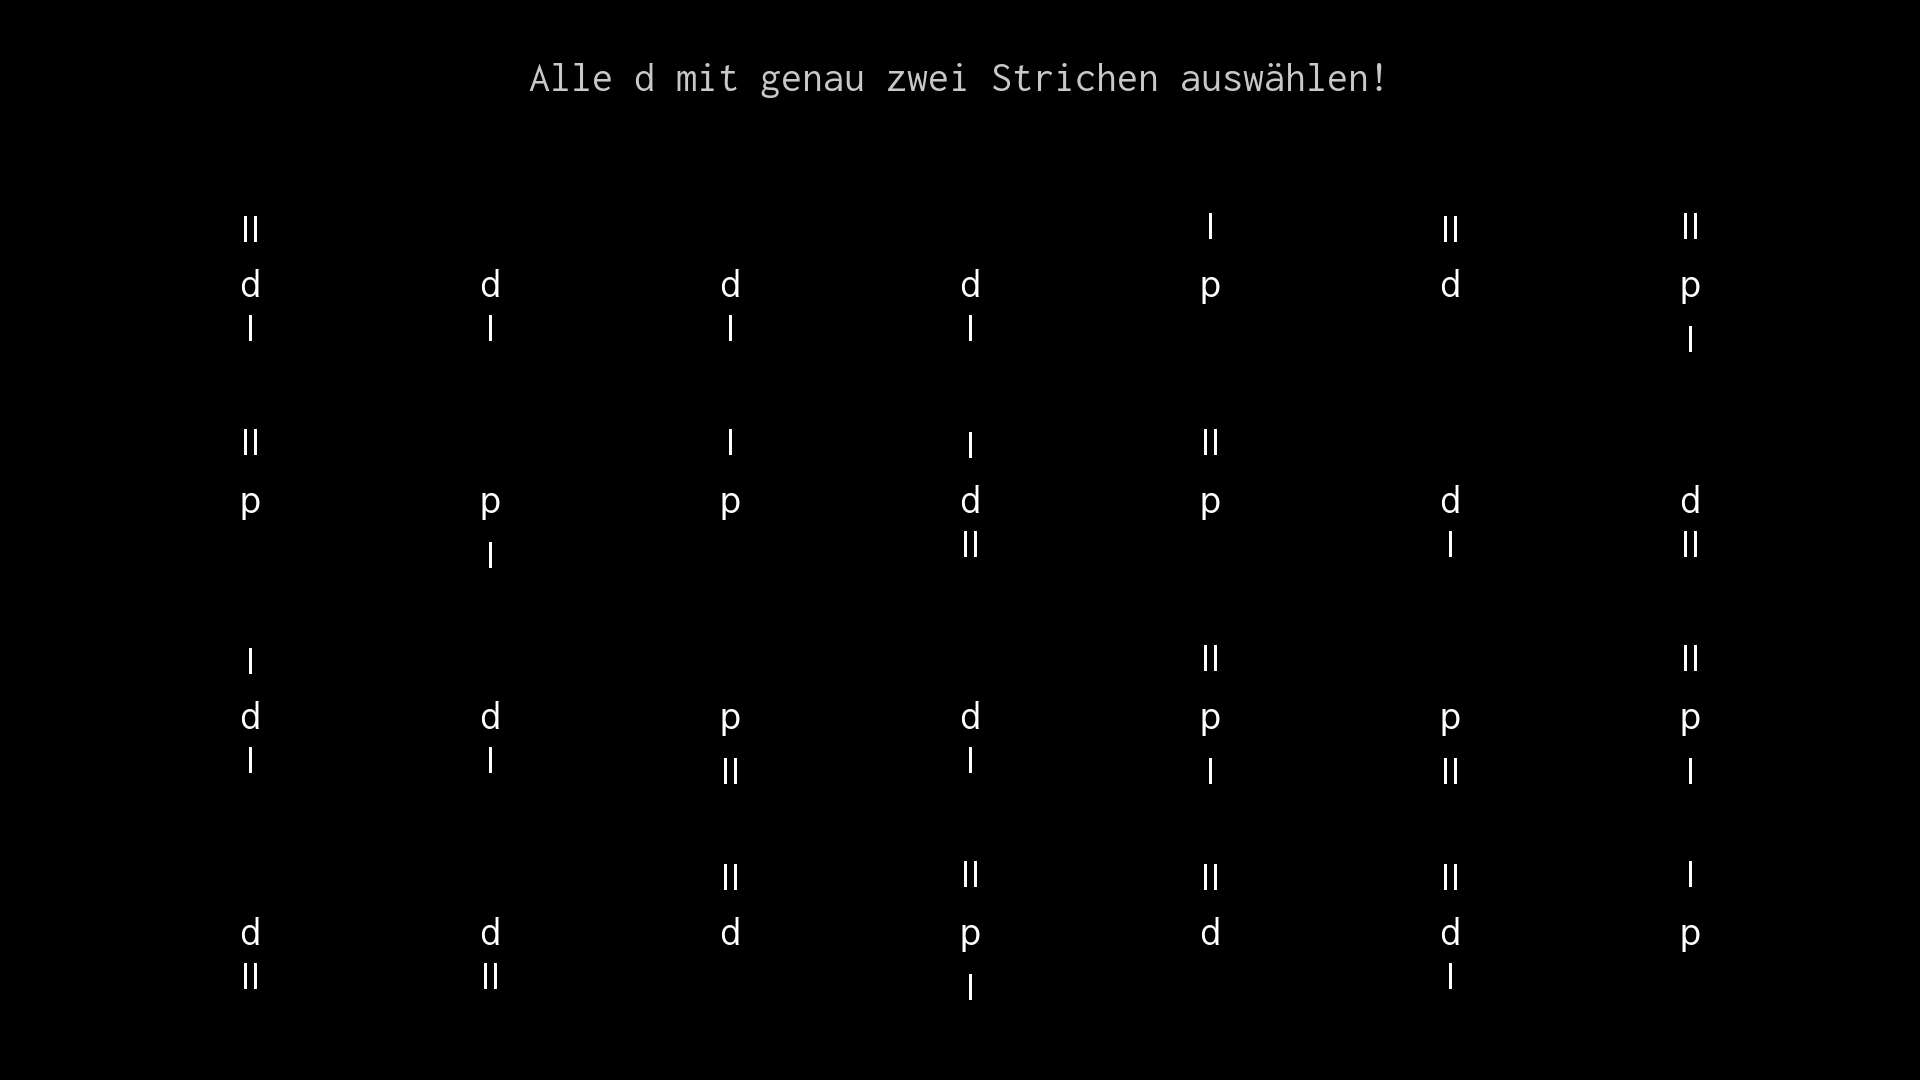 Alle d mit genau zwei Strichen auswählen!
|| | || ||
d d d d p d p
| | | | |
|| | | ||
p p p d p d d
| || | ||
| || ||
d d p d p p p
| | || | | || |
|| || || || |
d d d p d d p
|| || | |